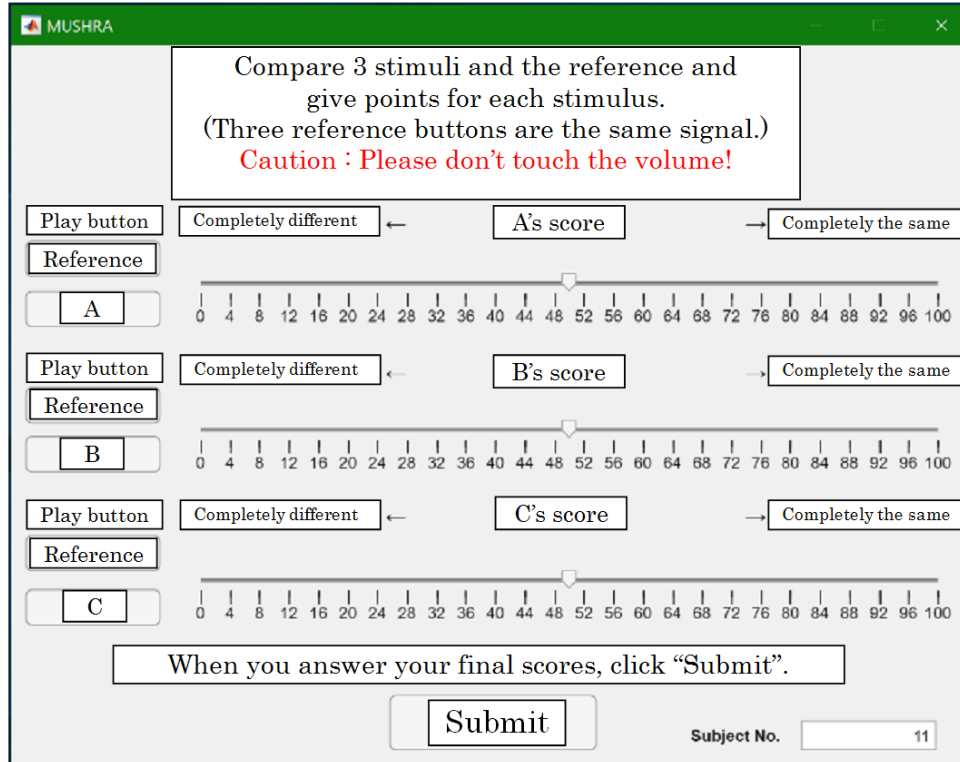 MUSHRA
Compare 3 stimuli and the reference and
give points for each stimulus.
(Three reference buttons are the same signal.)
Caution : Please don't touch the volume!
Play button
Completely different ←
A's score
→ Completely the same
Reference
A
0 4 8 12 16 20 24 28 32 36 40 44 48 52 56 60 64 68 72 76 80 84 88 92 96 100
Play button
Completely different ←
B's score
→ Completely the same
Reference
B
0 4 8 12 16 20 24 28 32 36 40 44 48 52 56 60 64 68 72 76 80 84 88 92 96 100
Play button
Completely different ←
C's score
→ Completely the same
Reference
C
0 4 8 12 16 20 24 28 32 36 40 44 48 52 56 60 64 68 72 76 80 84 88 92 96 100
When you answer your final scores, click “Submit”.
Submit
Subject No. 11